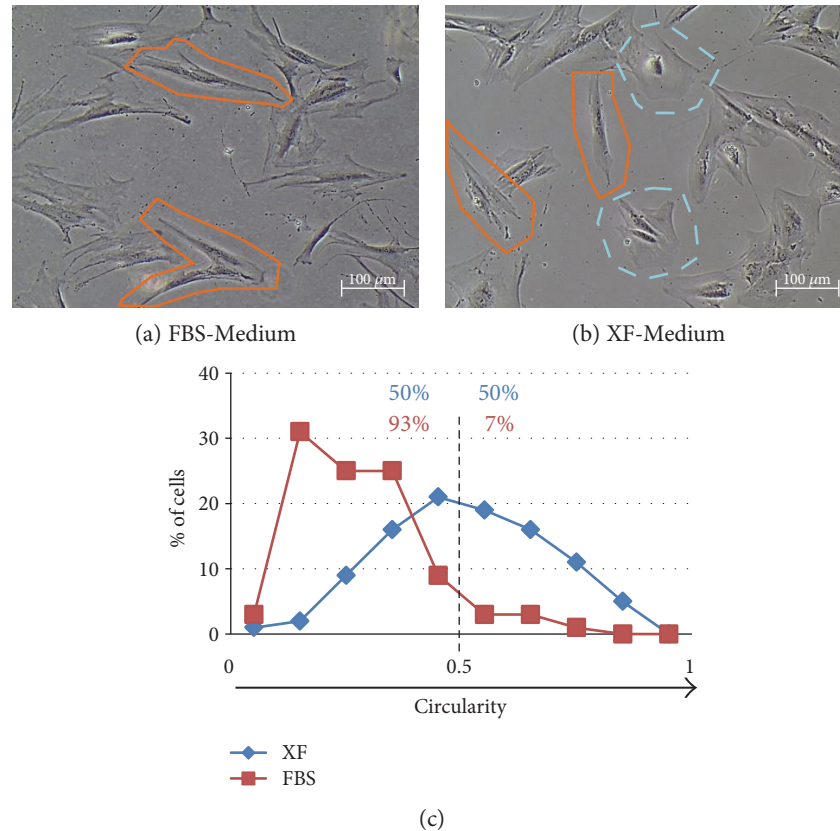 100 μm
100 μm
(a) FBS-Medium
(b) XF-Medium
40
30
20
10
0
% of cells
50%
50%
93%
7%
0
0.5
1
Circularity
XF
FBS
(c)